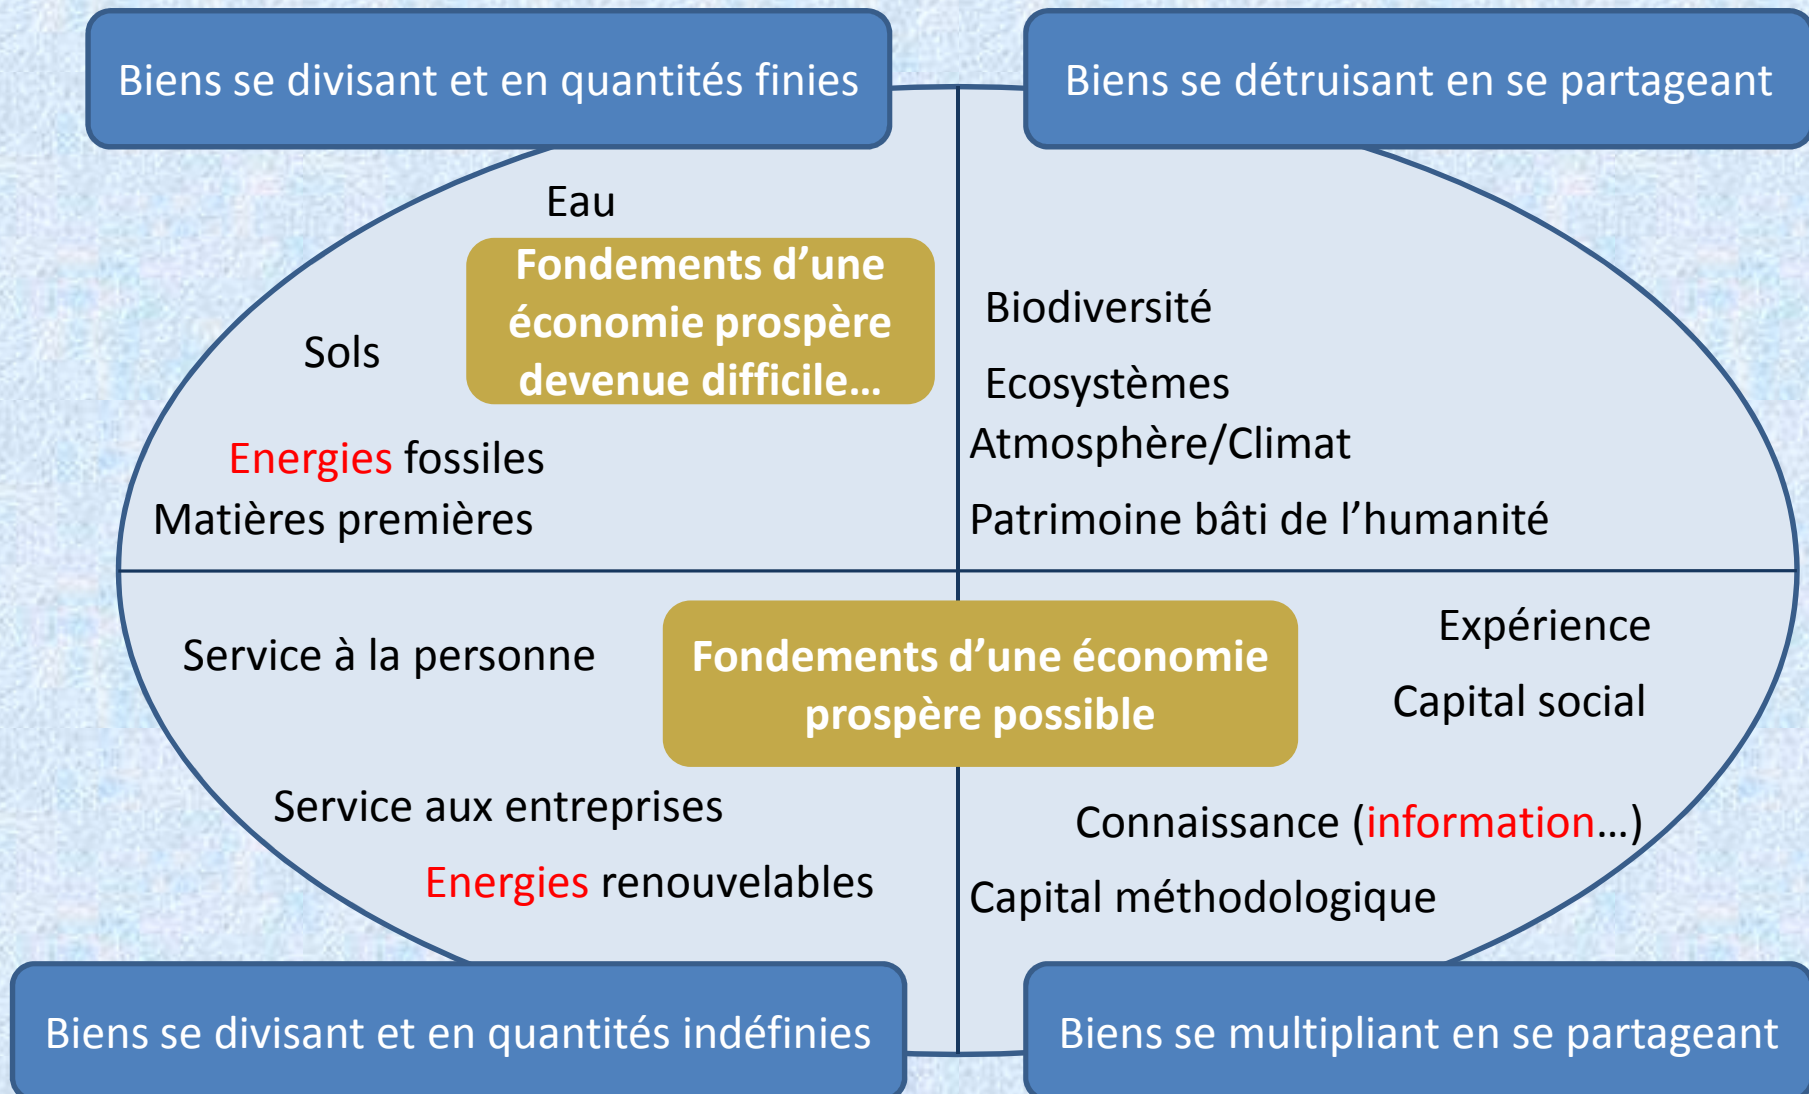 Biens se divisant et en quantités finies
Biens se détruisant en se partageant
Eau
Fondements d’une
économie prospère
devenue difficile…
Sols
Energies fossiles
Matières premières
Biodiversité
Ecosystèmes
Atmosphère/Climat
Patrimoine bâti de l’humanité
Service à la personne
Fondements d’une économie
prospère possible
Expérience
Capital social
Service aux entreprises
Energies renouvelables
Connaissance (information…)
Capital méthodologique
Biens se divisant et en quantités indéfinies
Biens se multipliant en se partageant